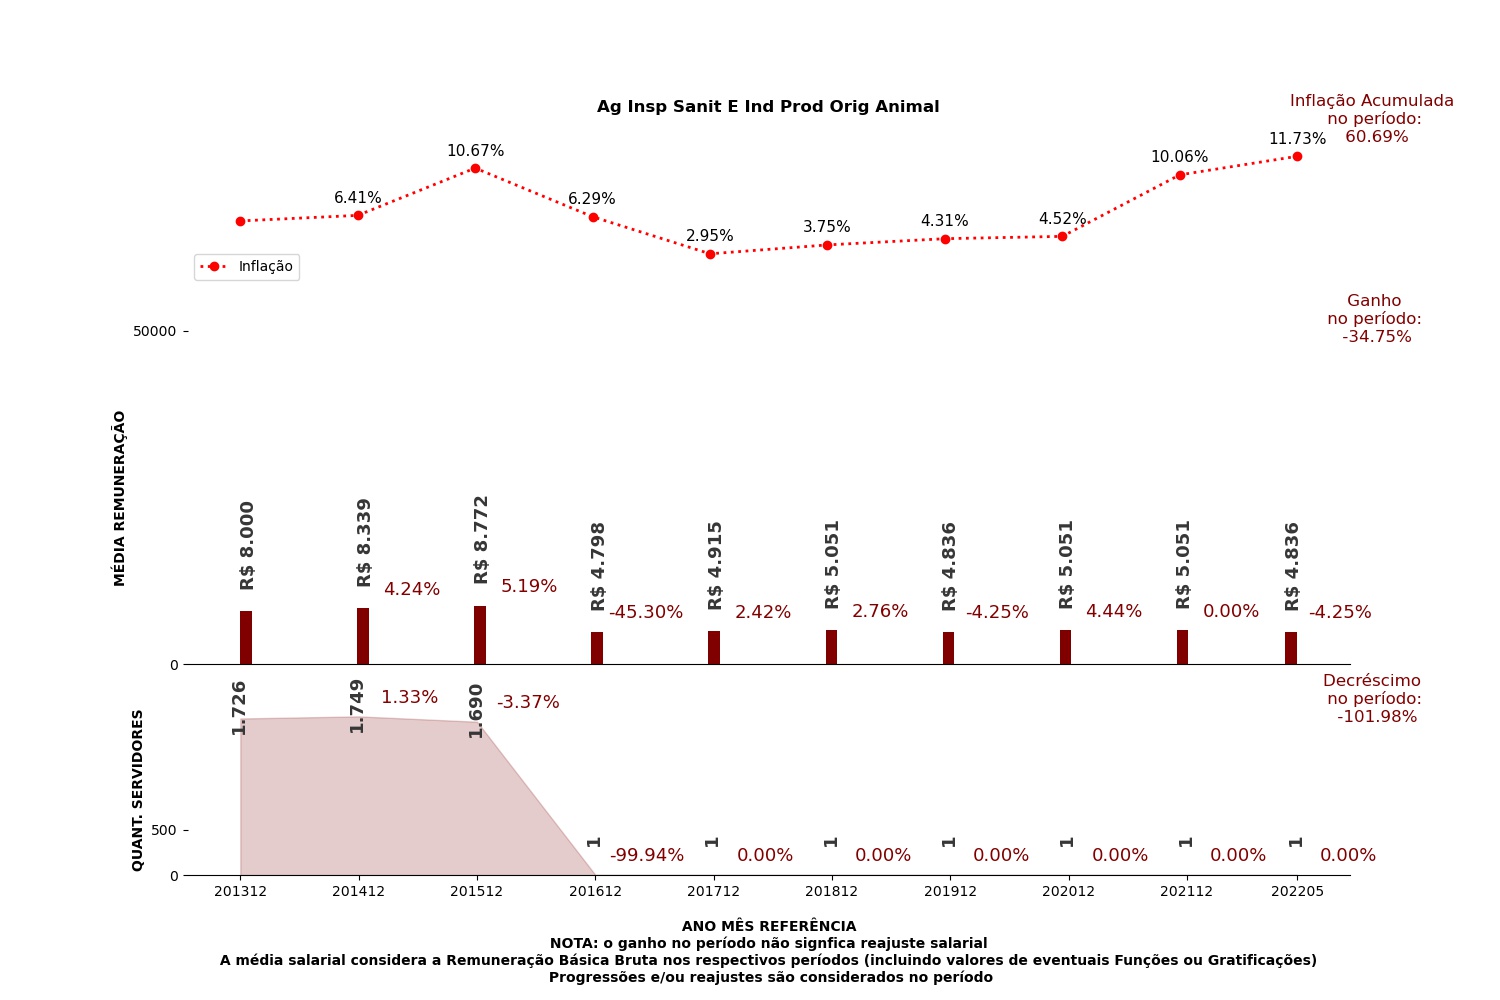 Ag Insp Sanit E Ind Prod Orig Animal
Inflação Acumulada
no período:
60.69%
6.41%
10.67%
6.29%
2.95%
3.75%
4.31%
4.52%
10.06%
11.73%
Inflação
Ganho
no período:
-34.75%
50000
0
MÉDIA REMUNERAÇÃO
R$ 8.000
R$ 8.339
R$ 8.772
R$ 4.798
R$ 4.915
R$ 5.051
R$ 4.836
R$ 5.051
R$ 5.051
R$ 4.836
4.24%
5.19%
-45.30%
2.42%
2.76%
-4.25%
4.44%
0.00%
-4.25%
Decréscimo
no período:
-101.98%
QUANT. SERVIDORES
500
0
1.726
1.749
1.690
1
1
1
1
1
1
1
1.33%
-3.37%
-99.94%
0.00%
0.00%
0.00%
0.00%
0.00%
0.00%
201312
201412
201512
201612
201712
201812
201912
202012
202112
202205
ANO MÊS REFERÊNCIA
NOTA: o ganho no período não signfica reajuste salarial
A média salarial considera a Remuneração Básica Bruta nos respectivos períodos (incluindo valores de eventuais Funções ou Gratificações)
Progressões e/ou reajustes são considerados no período